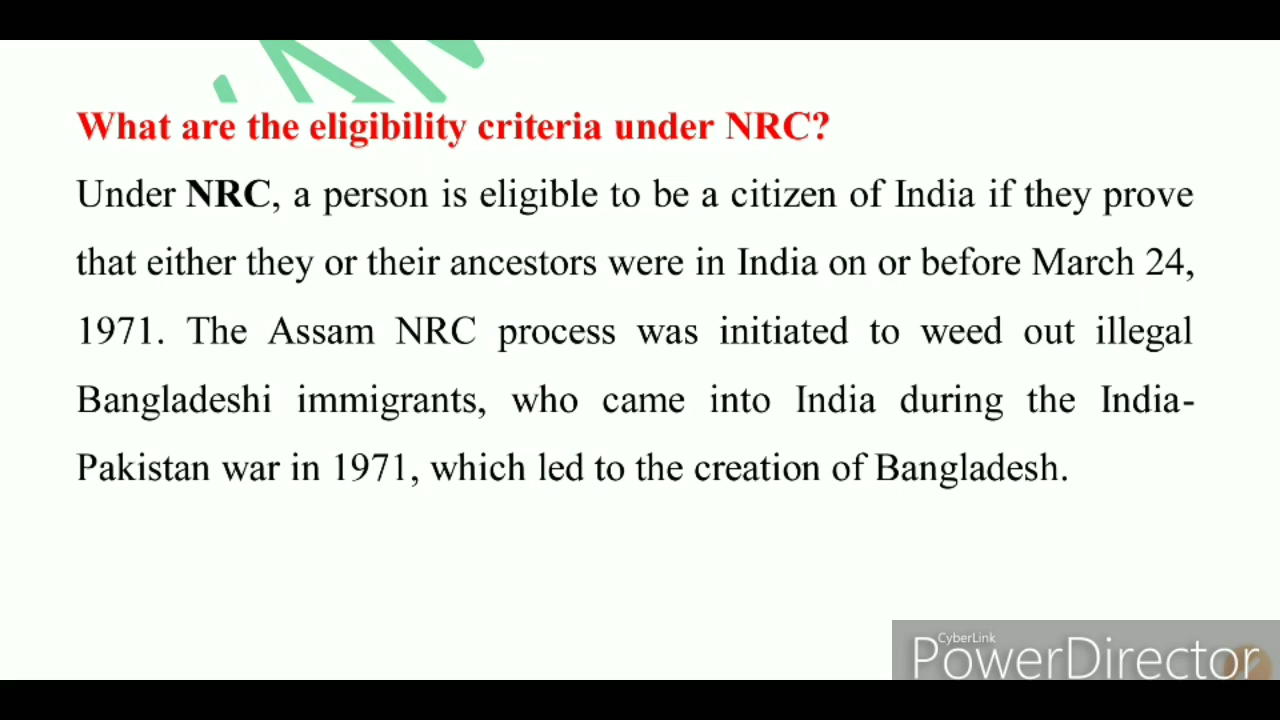 What are the eligibility criteria under NRC?
Under NRC, a person is eligible to be a citizen of India if they prove
that either they or their ancestors were in India on or before March 24,
1971. The Assam NRC process was initiated to weed out illegal
Bangladeshi immigrants, who came into India during the India-
Pakistan war in 1971, which led to the creation of Bangladesh.
CyberLink
PowerDirector